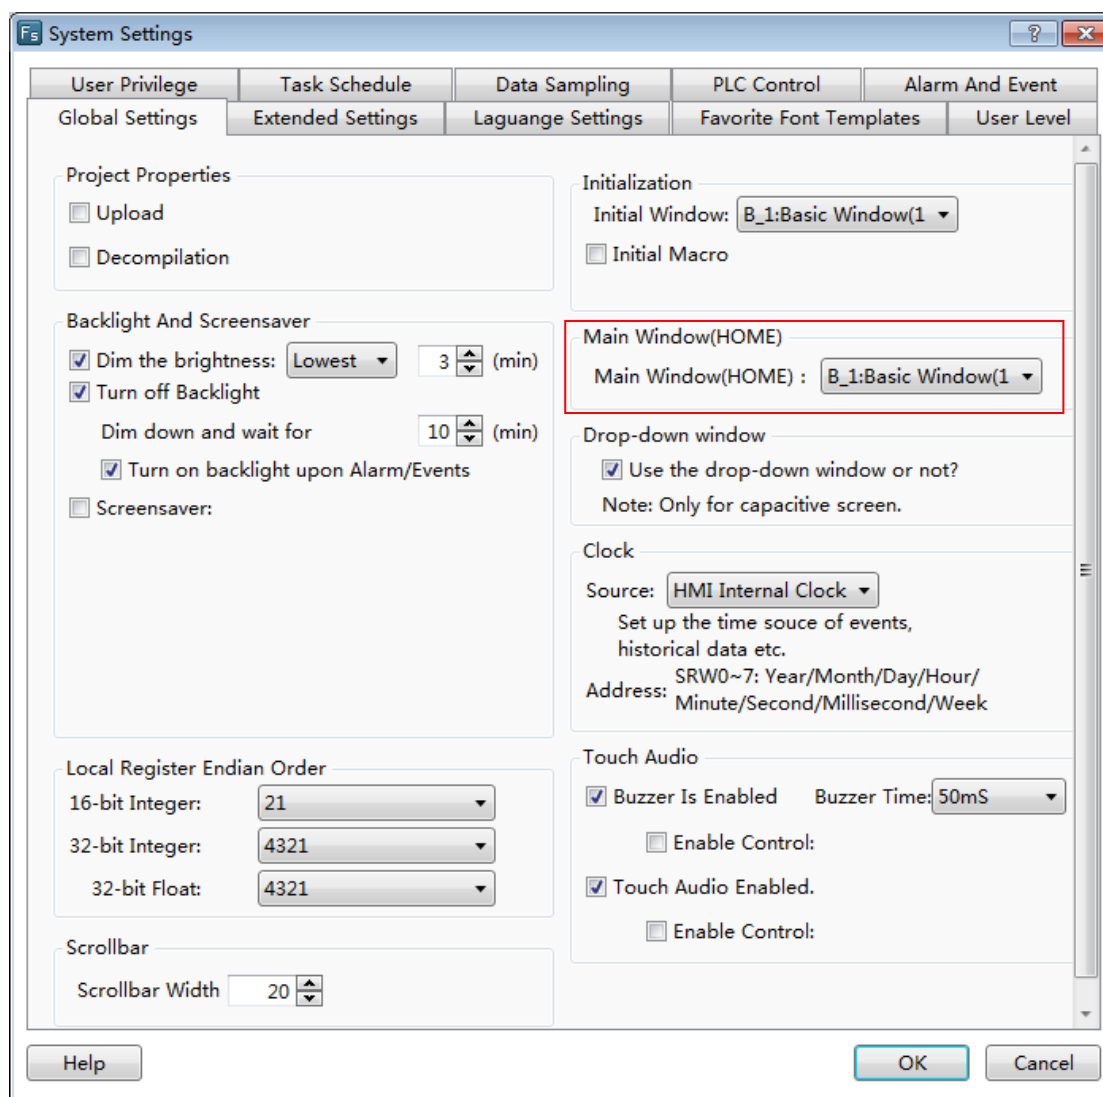 Fs System Settings
User Privilege Task Schedule Data Sampling PLC Control Alarm And Event
Global Settings Extended Settings Laguange Settings Favorite Font Templates User Level
Project Properties
Upload
Decompilation
Backlight And Screensaver
Dim the brightness: Lowest 3 (min)
Turn off Backlight
Dim down and wait for 10 (min)
Turn on backlight upon Alarm/Events
Screensaver:
Local Register Endian Order
16-bit Integer: 21
32-bit Integer: 4321
32-bit Float: 4321
Scrollbar
Scrollbar Width 20
Initialization
Initial Window: B_1:Basic Window(1
Initial Macro
Main Window(HOME)
Main Window(HOME) : B_1:Basic Window(1
Drop-down window
Use the drop-down window or not?
Note: Only for capacitive screen.
Clock
Source: HMI Internal Clock
Set up the time souce of events,
historical data etc.
Address: SRW0~7: Year/Month/Day/Hour/
Minute/Second/Millisecond/Week
Touch Audio
Buzzer Is Enabled Buzzer Time: 50mS
Enable Control:
Touch Audio Enabled.
Enable Control:
Help OK Cancel